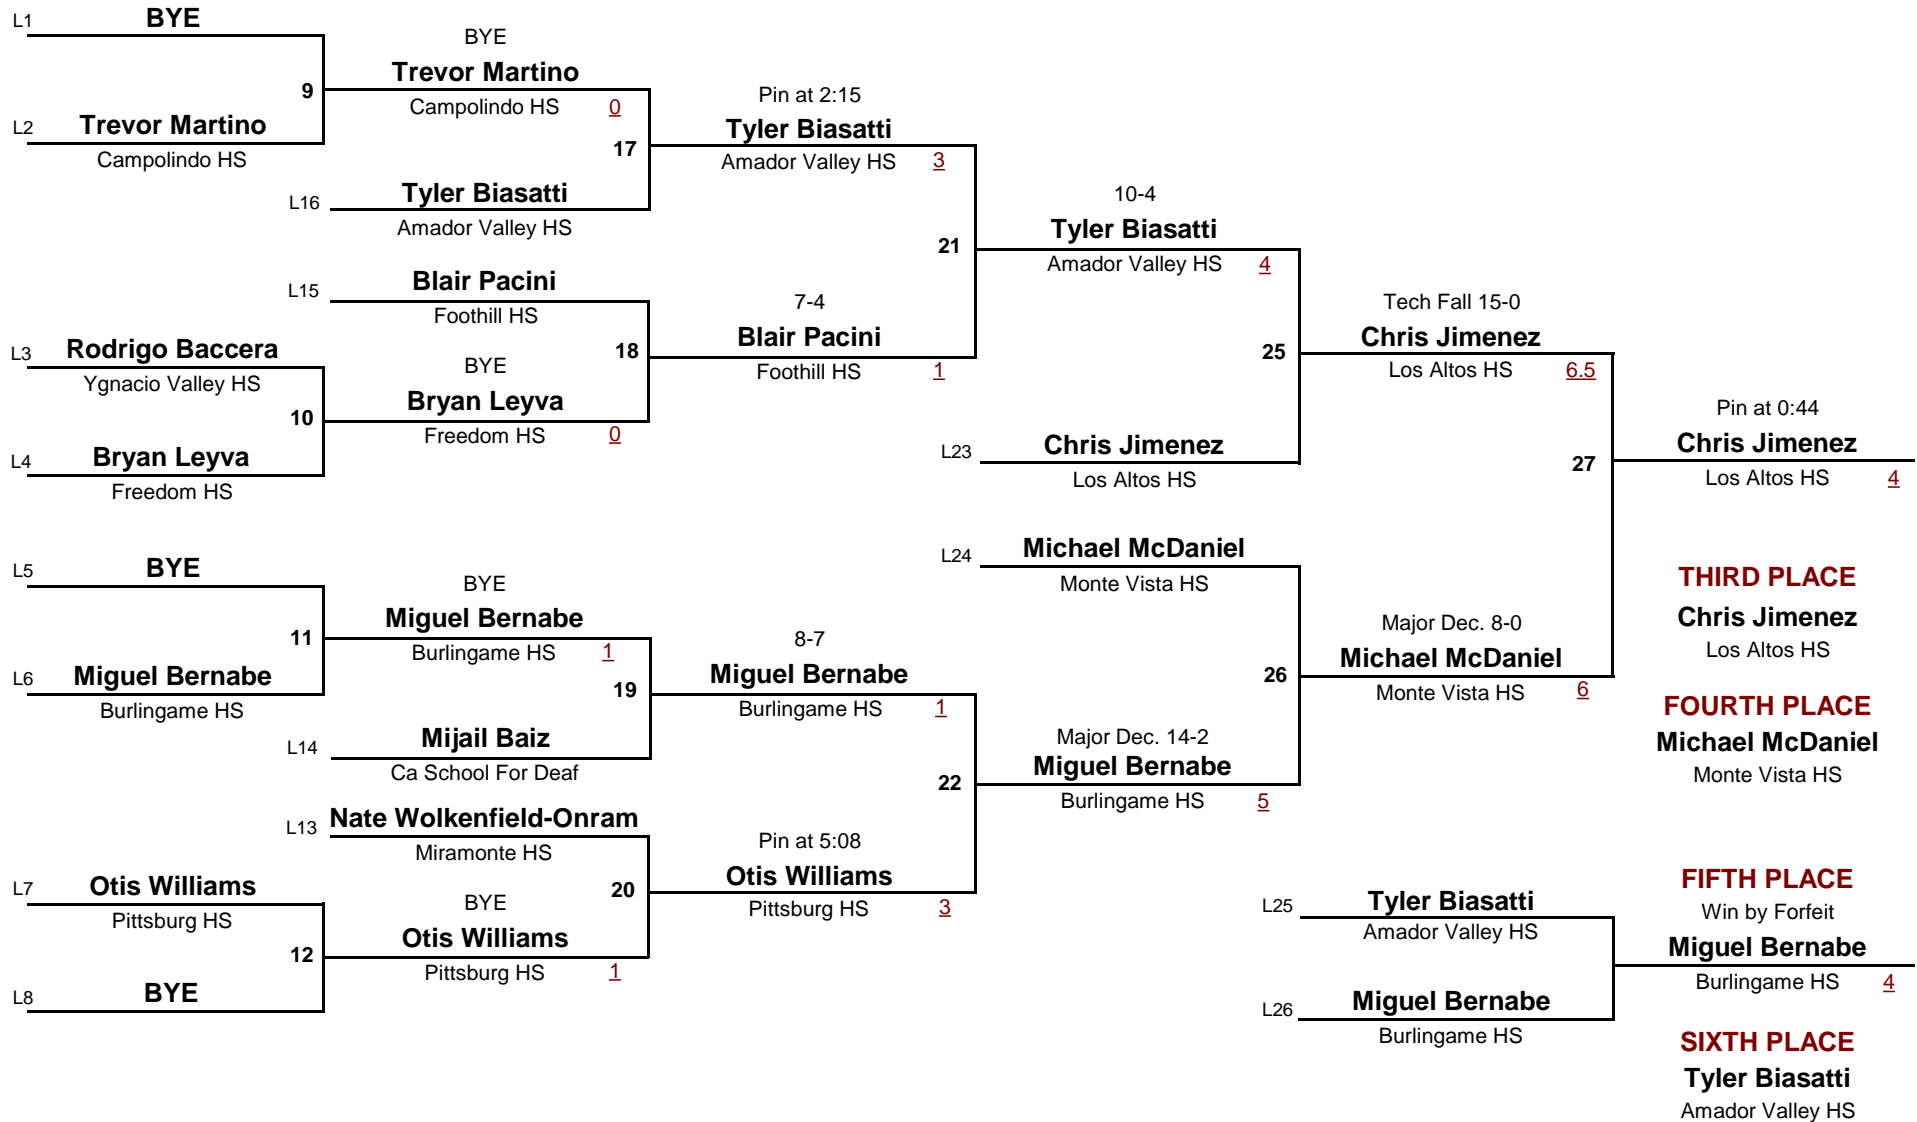 L1 BYE
9
L2 Trevor Martino
Campolindo HS
L3 Rodrigo Baccera
Ygnacio Valley HS
10
L4 Bryan Leyva
Freedom HS
L5 BYE
11
L6 Miguel Bernabe
Burlingame HS
L7 Otis Williams
Pittsburg HS
12
L8 BYE
BYE
Trevor Martino
Campolindo HS 0
17
L16 Tyler Biasatti
Amador Valley HS
L15 Blair Pacini
Foothill HS
18
BYE
Bryan Leyva
Freedom HS 0
BYE
Miguel Bernabe
Burlingame HS 1
19
L14 Mijail Baiz
Ca School For Deaf
L13 Nate Wolkenfield-Onram
Miramonte HS
20
BYE
Otis Williams
Pittsburg HS 1
Pin at 2:15
Tyler Biasatti
Amador Valley HS 3
21
7-4
Blair Pacini
Foothill HS 1
8-7
Miguel Bernabe
Burlingame HS 1
22
Pin at 5:08
Otis Williams
Pittsburg HS 3
10-4
Tyler Biasatti
Amador Valley HS 4
25
L23 Chris Jimenez
Los Altos HS
L24 Michael McDaniel
Monte Vista HS
26
Major Dec. 14-2
Miguel Bernabe
Burlingame HS 5
Tech Fall 15-0
Chris Jimenez
Los Altos HS 6.5
27
Major Dec. 8-0
Michael McDaniel
Monte Vista HS 6
L25 Tyler Biasatti
Amador Valley HS
L26 Miguel Bernabe
Burlingame HS
Pin at 0:44
Chris Jimenez
Los Altos HS 4
THIRD PLACE
Chris Jimenez
Los Altos HS
FOURTH PLACE
Michael McDaniel
Monte Vista HS
FIFTH PLACE
Win by Forfeit
Miguel Bernabe
Burlingame HS 4
SIXTH PLACE
Tyler Biasatti
Amador Valley HS